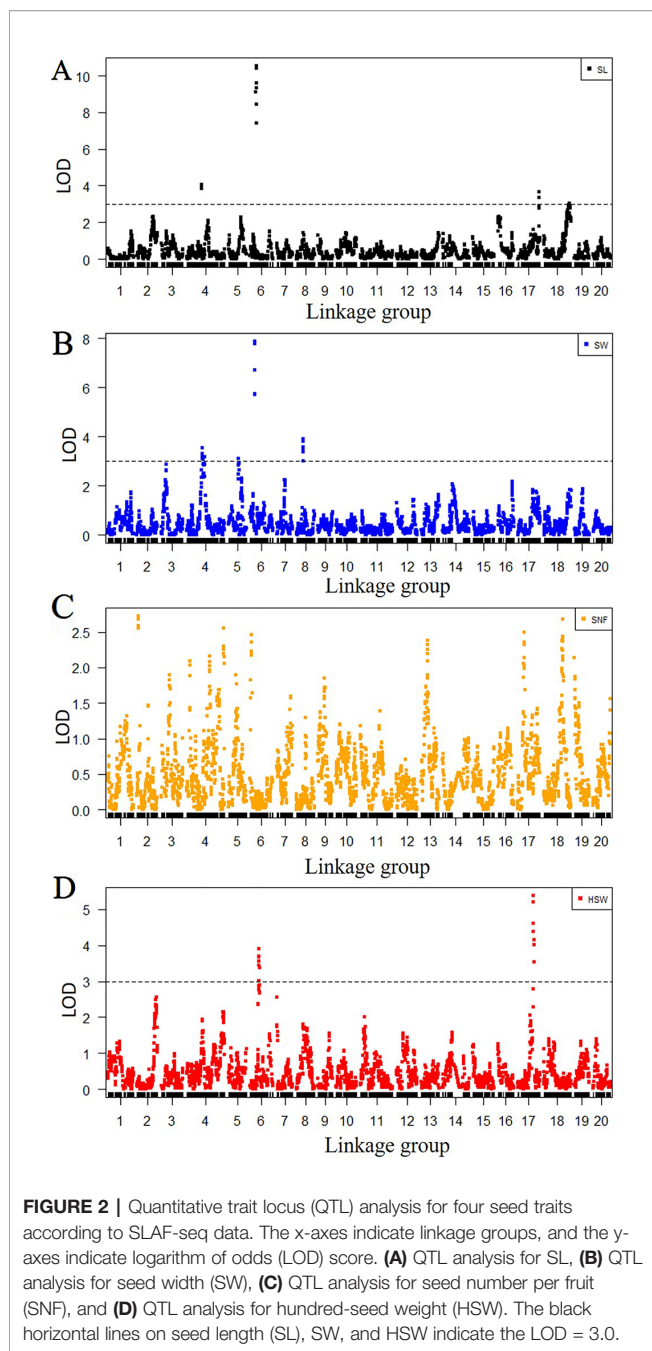 A
SL
10
8
6
4
2
0
LOD
1 2 3 4 5 6 7 8 9 10 11 12 13 14 15 16 17 18 19 20
Linkage group
B
SW
8
6
4
2
0
LOD
1 2 3 4 5 6 7 8 9 10 11 12 13 14 15 16 17 18 19 20
Linkage group
C
SNF
2.5
2.0
1.5
1.0
0.5
0.0
LOD
1 2 3 4 5 6 7 8 9 10 11 12 13 14 15 16 17 18 19 20
Linkage group
D
HSW
5
4
3
2
1
0
LOD
1 2 3 4 5 6 7 8 9 10 11 12 13 14 15 16 17 18 19 20
Linkage group
FIGURE 2 | Quantitative trait locus (QTL) analysis for four seed traits
according to SLAF-seq data. The x-axes indicate linkage groups, and the y-
axes indicate logarithm of odds (LOD) score. (A) QTL analysis for SL, (B) QTL
analysis for seed width (SW), (C) QTL analysis for seed number per fruit
(SNF), and (D) QTL analysis for hundred-seed weight (HSW). The black
horizontal lines on seed length (SL), SW, and HSW indicate the LOD = 3.0.